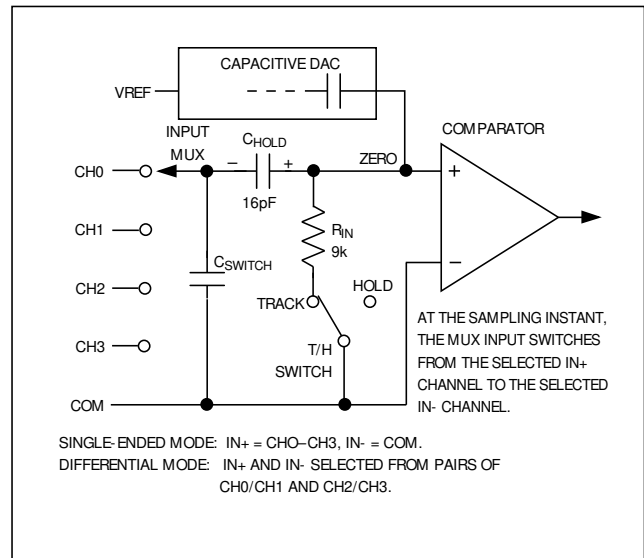 CAPACITIVE DAC
VREF
INPUT
MUX
CHOLD
16pF
ZERO
COMPARATOR
CH0
CH1
CH2
CH3
COM
CSWITCH
RIN
9k
TRACK
HOLD
T/H
SWITCH
AT THE SAMPLING INSTANT,
THE MUX INPUT SWITCHES
FROM THE SELECTED IN+
CHANNEL TO THE SELECTED
IN- CHANNEL.
SINGLE-ENDED MODE: IN+ = CHO–CH3, IN- = COM.
DIFFERENTIAL MODE: IN+ AND IN- SELECTED FROM PAIRS OF
CH0/CH1 AND CH2/CH3.